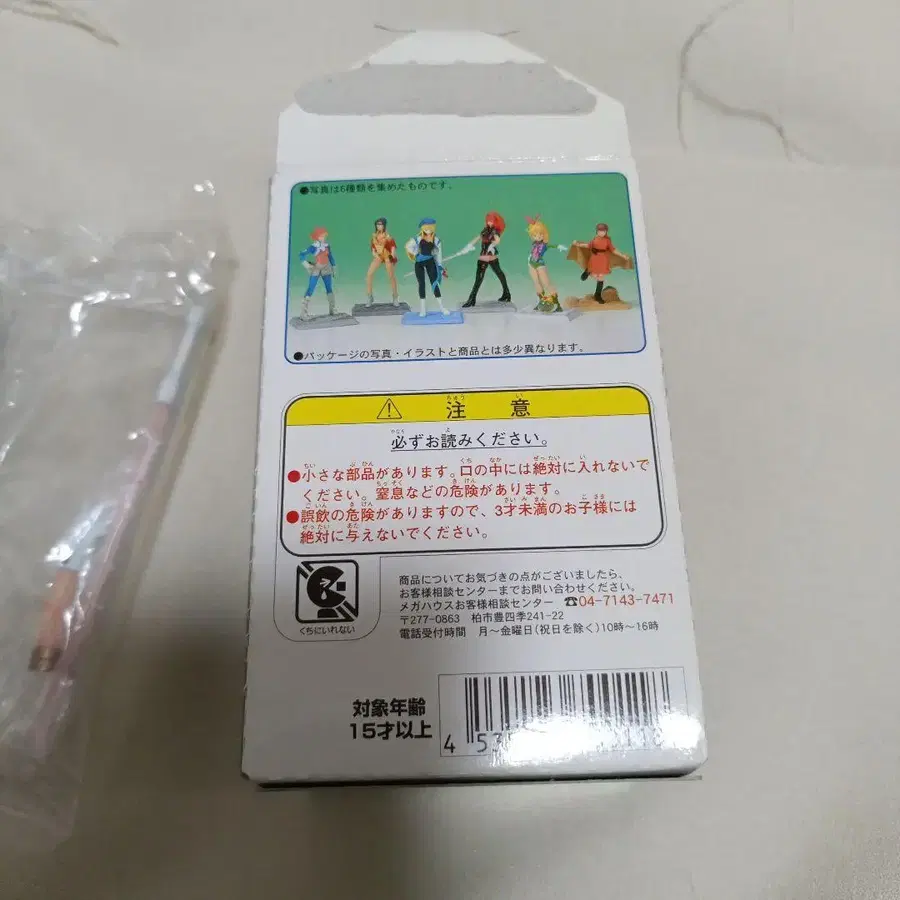 ●写真は6種類を集めたものです。
●パッケージの写真・イラストと商品とは多少異なります。
注意
必ずお読みください。
●小さな部品があります。口の中には絶対に入れないで
ください。窒息などの危険があります。
●誤飲の危険がありますので、3才未満のお子様には
絶対に与えないでください。
くちにいれない
商品についてお気づきの点がございましたら、
お客様相談センターまでお問い合わせください。
メガハウスお客様相談センター ☎04-7143-7471
〒277-0863 柏市豊四季241-22
電話受付時間 月〜金曜日(祝日を除く)10時〜16時
対象年齢
15才以上
4 53